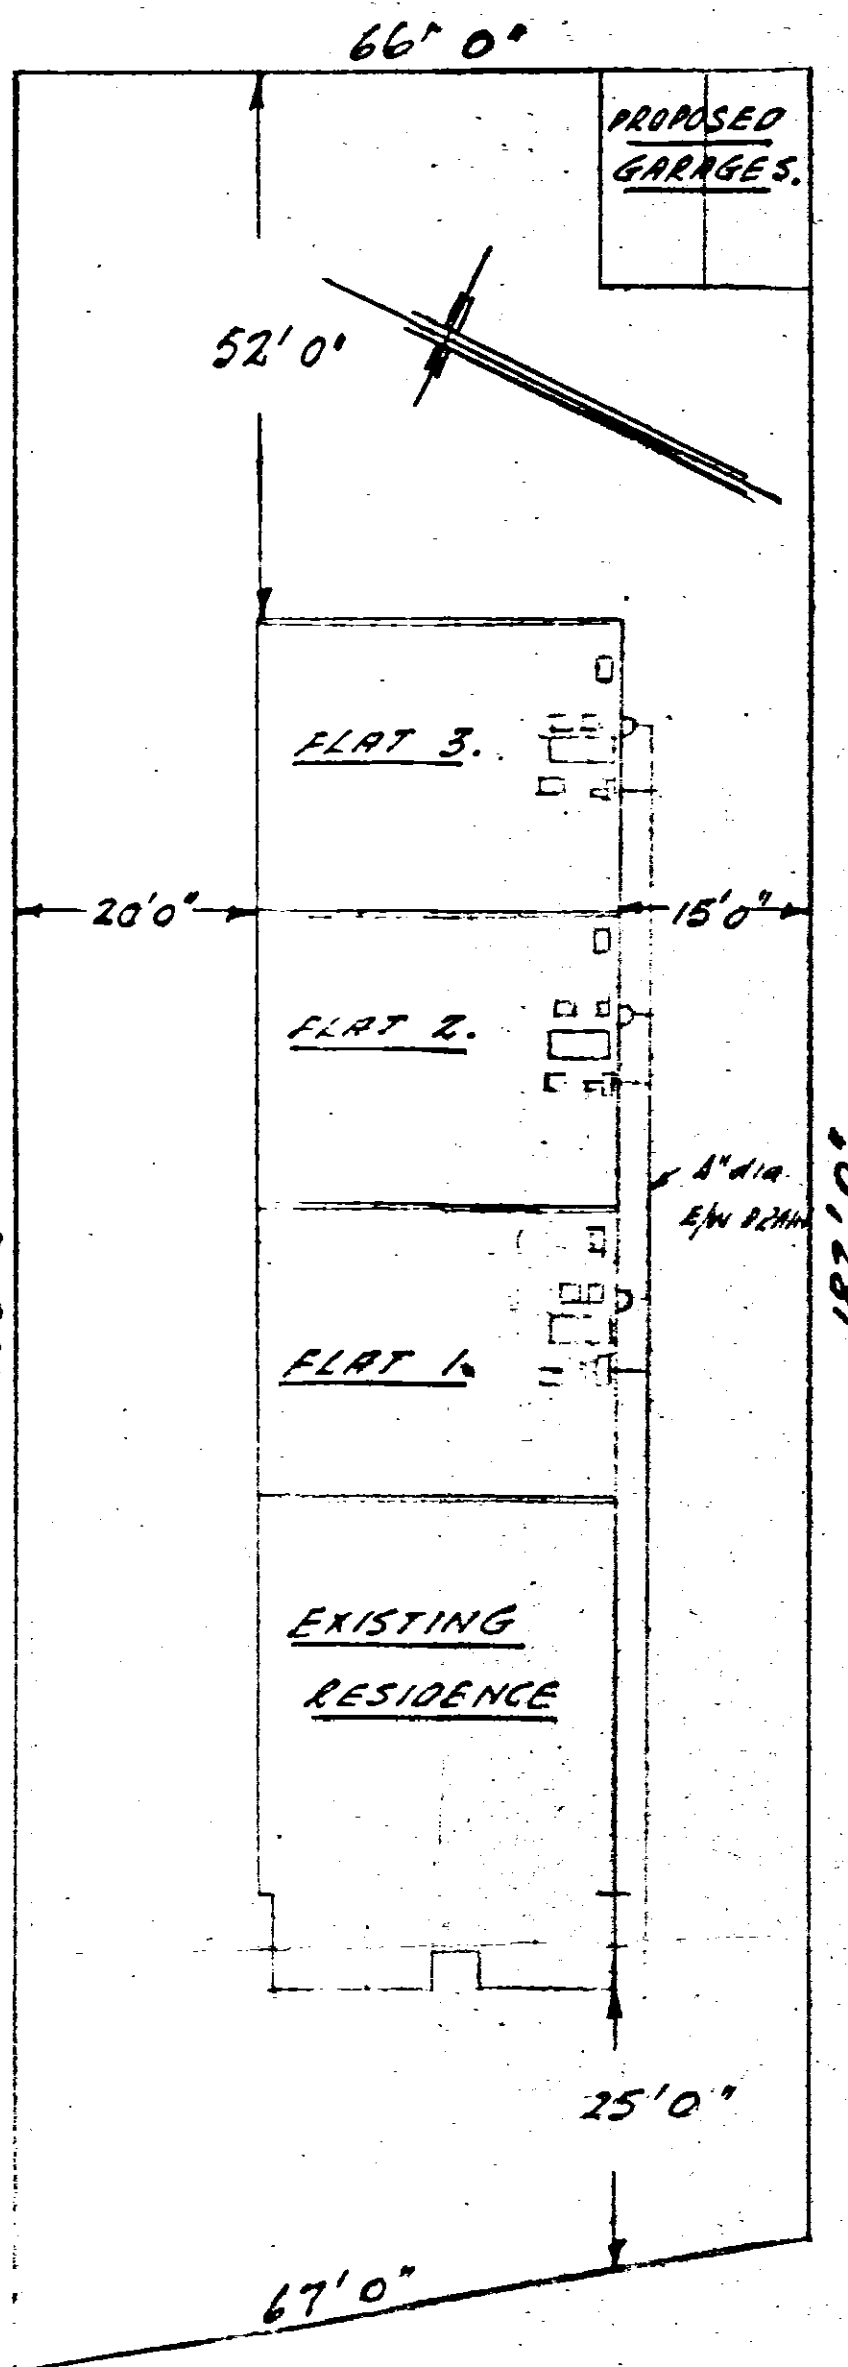 66' 0"
PROPOSED
GARAGES.
52' 0"
FLAT 3.
20'0"
15'0"
FLAT 2.
4" dia
E/W DRAIN
FLAT 1.
EXISTING
RESIDENCE
25'0"
67'0"